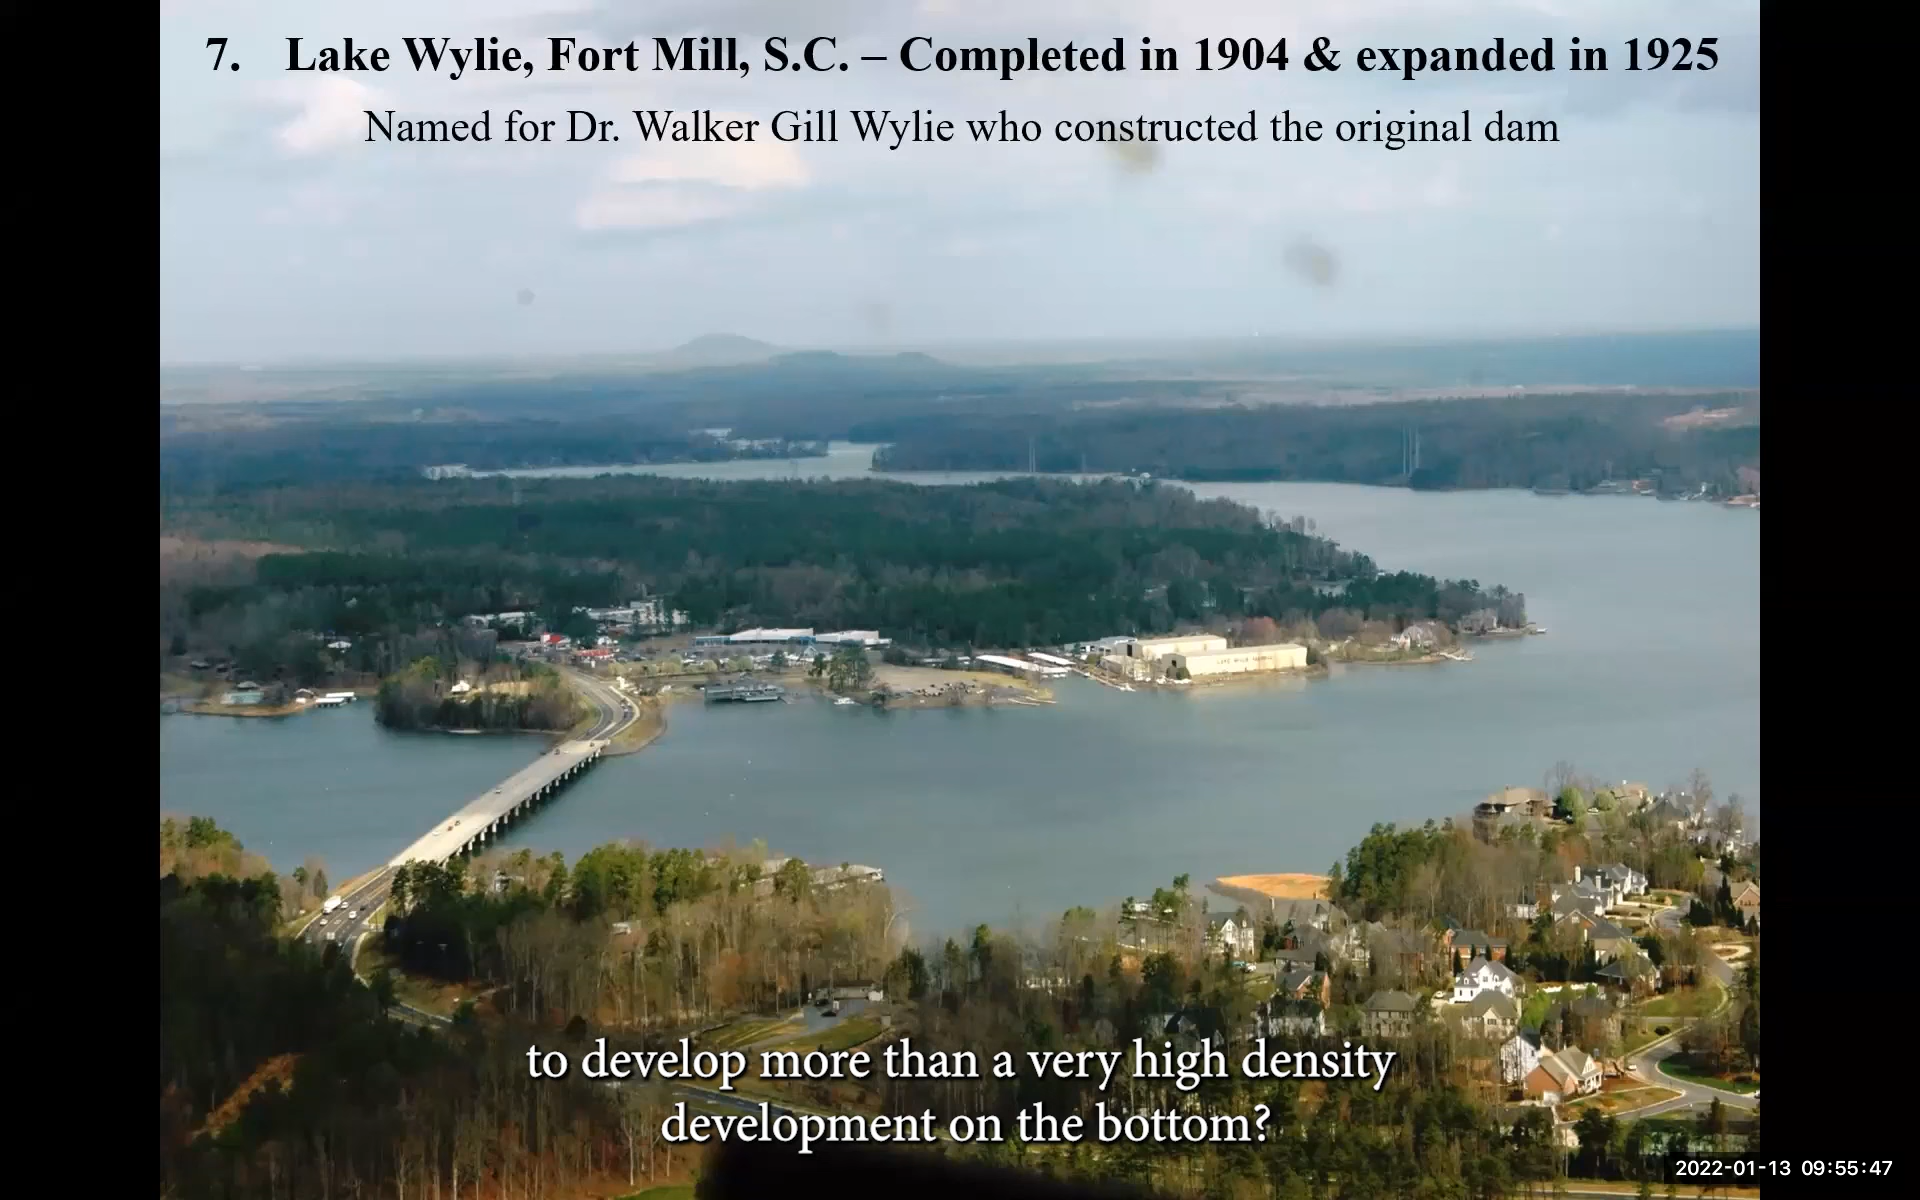 7. Lake Wylie, Fort Mill, S.C. – Completed in 1904 & expanded in 1925
Named for Dr. Walker Gill Wylie who constructed the original dam
to develop more than a very high density
development on the bottom?
2022-01-13 09:55:47